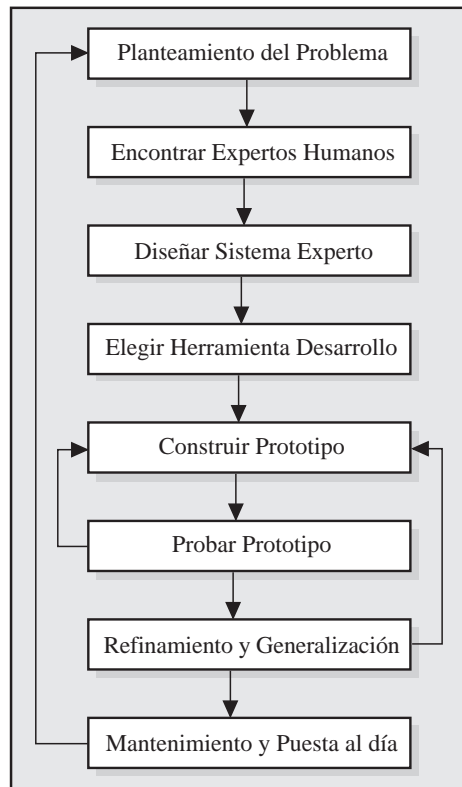 Planteamiento del Problema
Encontrar Expertos Humanos
Diseñar Sistema Experto
Elegir Herramienta Desarrollo
Construir Prototipo
Probar Prototipo
Refinamiento y Generalización
Mantenimiento y Puesta al día